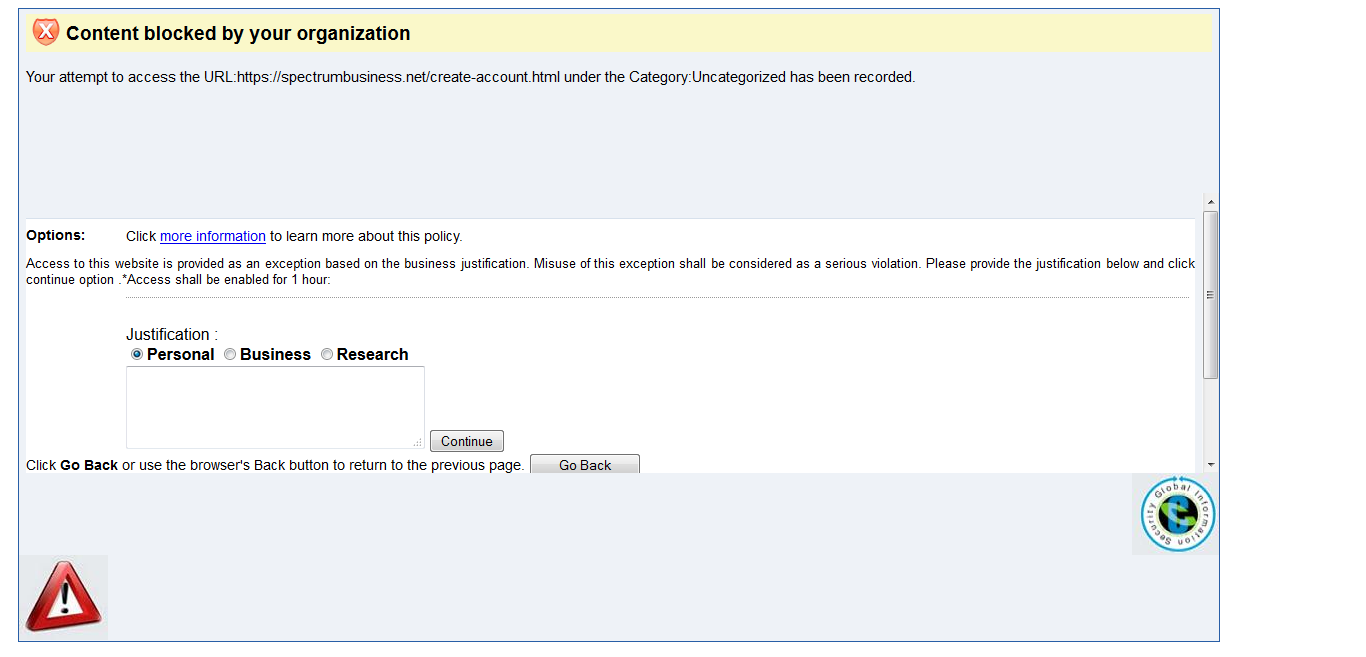 Content blocked by your organization
Your attempt to access the URL:https://spectrumbusiness.net/create-account.html under the Category:Uncategorized has been recorded.
Options: Click more information to learn more about this policy.
Access to this website is provided as an exception based on the business justification. Misuse of this exception shall be considered as a serious violation. Please provide the justification below and click
continue option .*Access shall be enabled for 1 hour:
Justification :
Personal Business Research
Continue
Click Go Back or use the browser's Back button to return to the previous page. Go Back
Global Information Security